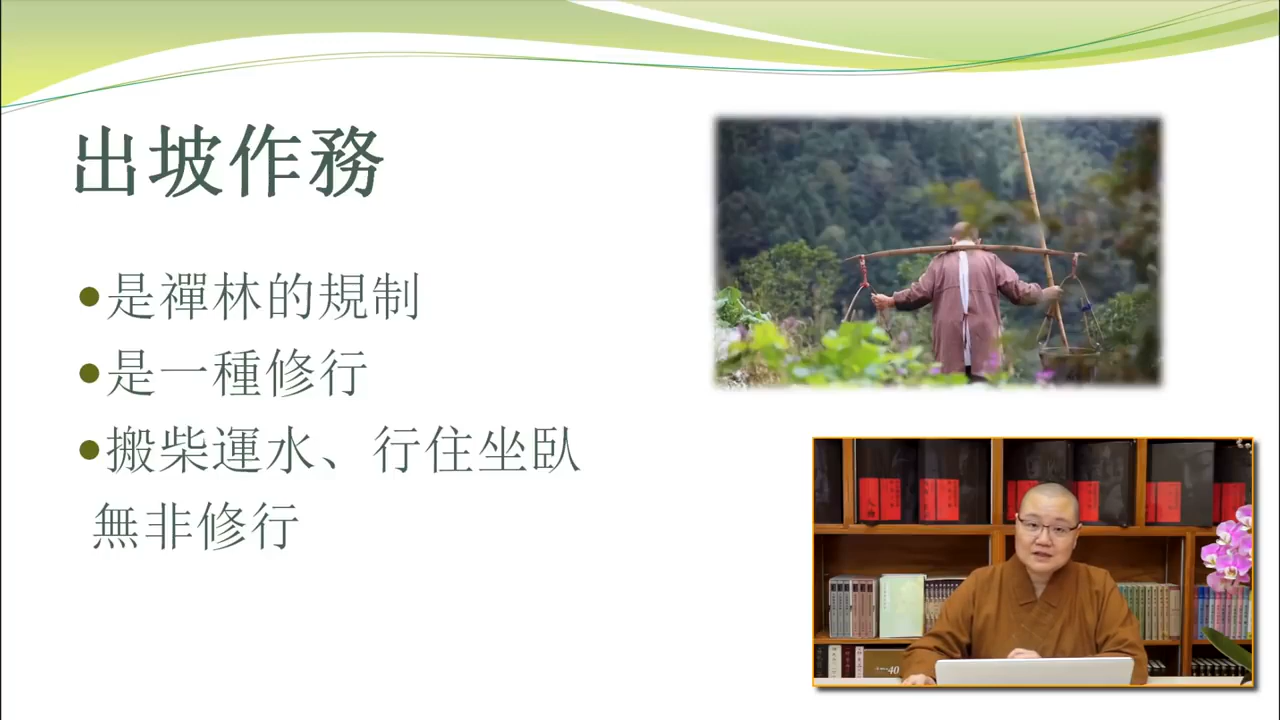 出坡作務
●是禪林的規制
●是一種修行
●搬柴運水、行住坐臥
無非修行
40